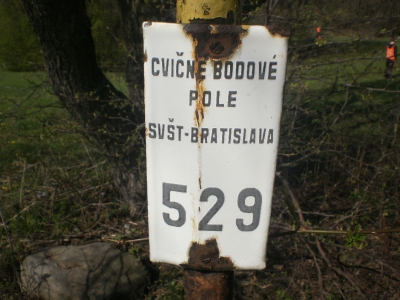 CVIČNÉ BODOVÉ
POLE
SVŠT-BRATISLAVA
529